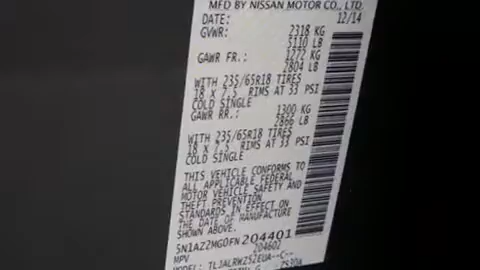 MFD BY NISSAN MOTOR CO., LTD.
DATE: 12/14
GVWR: 2318 KG
5110 LB
GAWR FR.: 1272 KG
2804 LB
WITH 235/65R18 TIRES
18 X 7.5 RIMS AT 33 PSI
COLD SINGLE
GAWR RR.: 1300 KG
2866 LB
WITH 235/65R18 TIRES
18 X 7.5 RIMS AT 33 PSI
COLD SINGLE
THIS VEHICLE CONFORMS TO
ALL APPLICABLE FEDERAL
MOTOR VEHICLE SAFETY AND
THEFT PREVENTION
STANDARDS IN EFFECT ON
THE DATE OF MANUFACTURE
SHOWN ABOVE.
5N1AZ2MG0FN204401
MPV 204602
MODEL: TLJALRWZ52EUA--C--